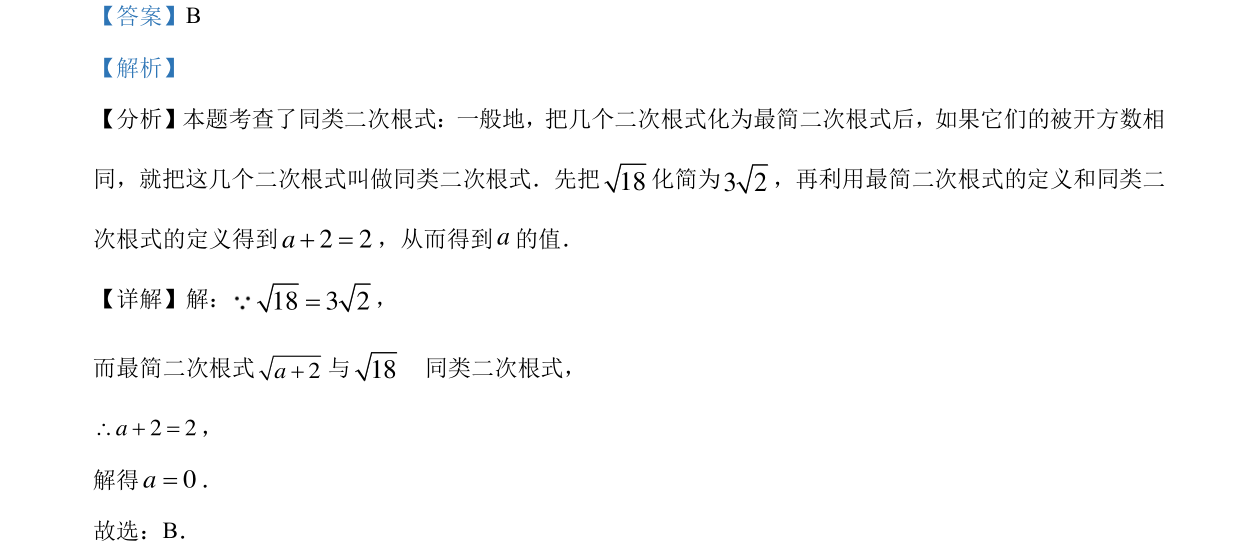 【答案】B
【解析】
【分析】本题考查了同类二次根式：一般地，把几个二次根式化为最简二次根式后，如果它们的被开方数相
同，就把这几个二次根式叫做同类二次根式．先把√18化简为3√2，再利用最简二次根式的定义和同类二
次根式的定义得到a+2=2，从而得到a的值．
【详解】解：∵√18=3√2，
而最简二次根式√(a+2)与√18 同类二次根式，
∴a+2=2，
解得a=0．
故选：B．